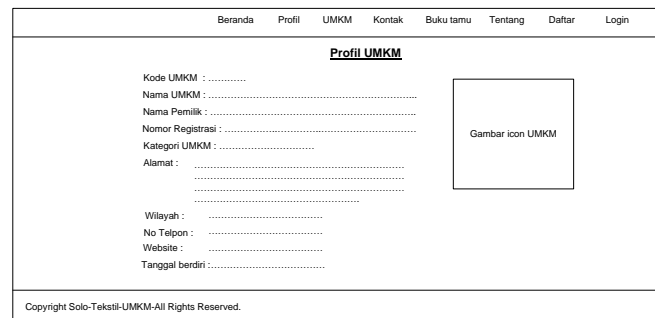 Beranda Profil UMKM Kontak Buku tamu Tentang Daftar Login
Profil UMKM
Kode UMKM : …………
Nama UMKM : ……………………………………………………………..
Nama Pemilik : ……………………………………………………………..
Nomor Registrasi : …………………………………………………………
Kategori UMKM : ………………………….
Alamat : ………………………………………………………………
………………………………………………………………
………………………………………………………………
……………………………………………….
Wilayah : …………………………………
No Telpon : …………………………………
Website : …………………………………
Tanggal berdiri :…………………………………
Gambar icon UMKM
Copyright Solo-Tekstil-UMKM-All Rights Reserved.